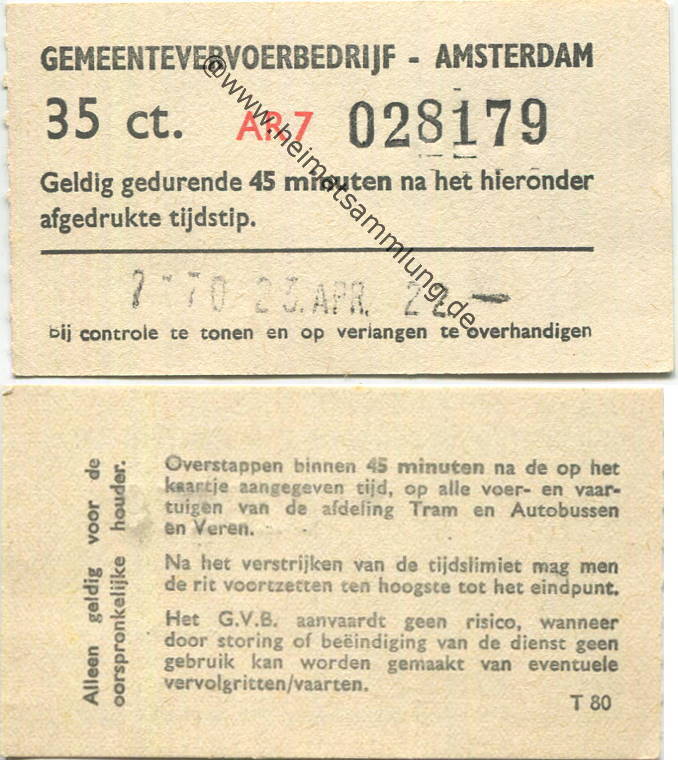 GEMEENTEVERVOERBEDRIJF - AMSTERDAM
35 ct. AR.7 028179
Geldig gedurende 45 minuten na het hieronder
afgedrukte tijdstip.
23.APR.
bij controle te tonen en op verlangen te overhandigen
@www.heimatsammlung.de
Alleen geldig voor de
oorspronkelijke houder.
Overstappen binnen 45 minuten na de op het
kaartje aangegeven tijd, op alle voer- en vaar-
tuigen van de afdeling Tram en Autobussen
en Veren.
Na het verstrijken van de tijdslimiet mag men
de rit voortzetten ten hoogste tot het eindpunt.
Het G.V.B. aanvaardt geen risico, wanneer
door storing of beëindiging van de dienst geen
gebruik kan worden gemaakt van eventuele
vervolgritten/vaarten.
T 80